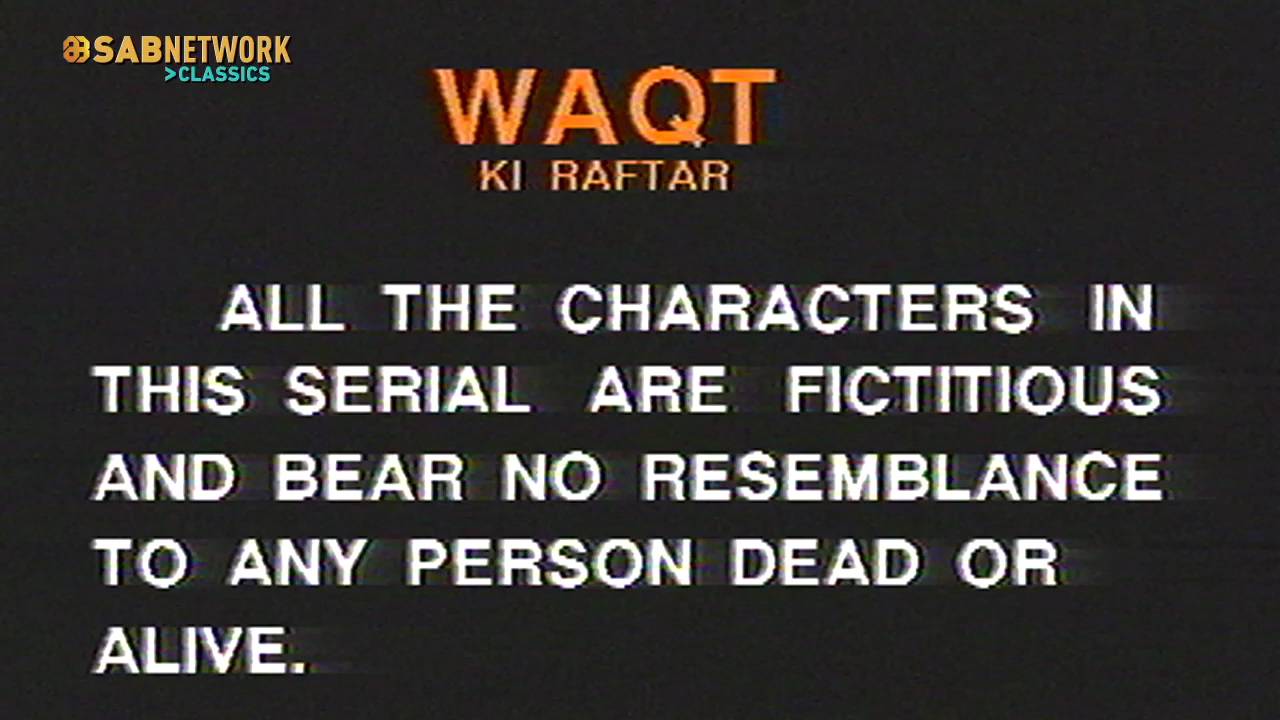 SABNETWORK
>CLASSICS
WAQT
KI RAFTAR
ALL THE CHARACTERS IN
THIS SERIAL ARE FICTITIOUS
AND BEAR NO RESEMBLANCE
TO ANY PERSON DEAD OR
ALIVE.